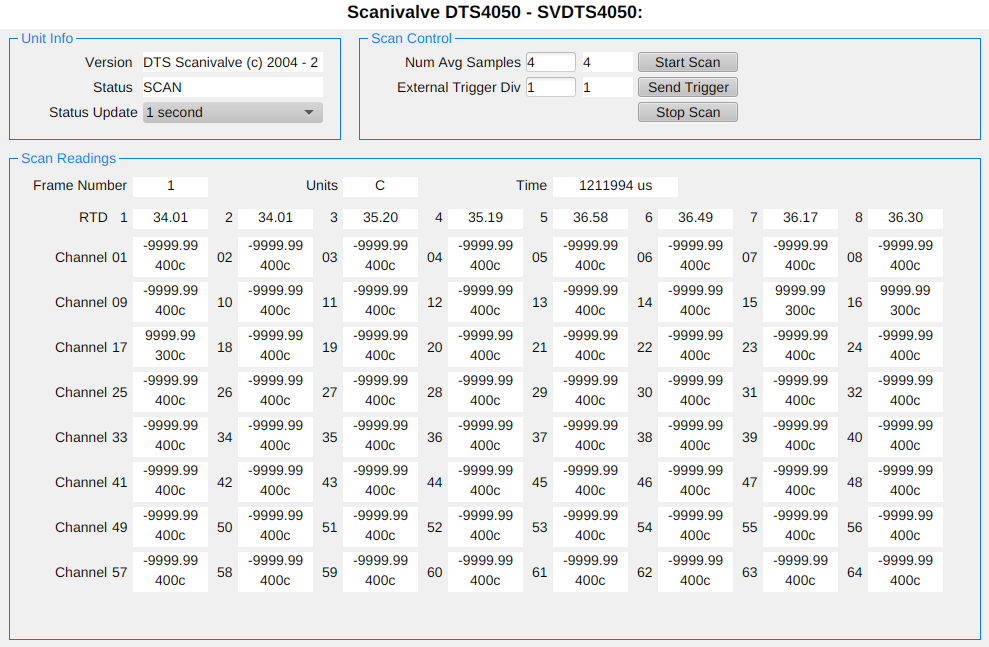 Scanivalve DTS4050 - SVDTS4050:
Unit Info
Version DTS Scanivalve (c) 2004 - 2
Status SCAN
Status Update 1 second
Scan Control
Num Avg Samples 4 4 Start Scan
External Trigger Div 1 1 Send Trigger
Stop Scan
Scan Readings
Frame Number 1 Units C Time 1211994 us
RTD 1 34.01 2 34.01 3 35.20 4 35.19 5 36.58 6 36.49 7 36.17 8 36.30
-9999.99 -9999.99 -9999.99 -9999.99 -9999.99 -9999.99 -9999.99 -9999.99
Channel 01 02 03 04 05 06 07 08
400c 400c 400c 400c 400c 400c 400c 400c
-9999.99 -9999.99 -9999.99 -9999.99 -9999.99 -9999.99 9999.99 9999.99
Channel 09 10 11 12 13 14 15 16
400c 400c 400c 400c 400c 400c 300c 300c
9999.99 -9999.99 -9999.99 -9999.99 -9999.99 -9999.99 -9999.99 -9999.99
Channel 17 18 19 20 21 22 23 24
300c 400c 400c 400c 400c 400c 400c 400c
-9999.99 -9999.99 -9999.99 -9999.99 -9999.99 -9999.99 -9999.99 -9999.99
Channel 25 26 27 28 29 30 31 32
400c 400c 400c 400c 400c 400c 400c 400c
-9999.99 -9999.99 -9999.99 -9999.99 -9999.99 -9999.99 -9999.99 -9999.99
Channel 33 34 35 36 37 38 39 40
400c 400c 400c 400c 400c 400c 400c 400c
-9999.99 -9999.99 -9999.99 -9999.99 -9999.99 -9999.99 -9999.99 -9999.99
Channel 41 42 43 44 45 46 47 48
400c 400c 400c 400c 400c 400c 400c 400c
-9999.99 -9999.99 -9999.99 -9999.99 -9999.99 -9999.99 -9999.99 -9999.99
Channel 49 50 51 52 53 54 55 56
400c 400c 400c 400c 400c 400c 400c 400c
-9999.99 -9999.99 -9999.99 -9999.99 -9999.99 -9999.99 -9999.99 -9999.99
Channel 57 58 59 60 61 62 63 64
400c 400c 400c 400c 400c 400c 400c 400c